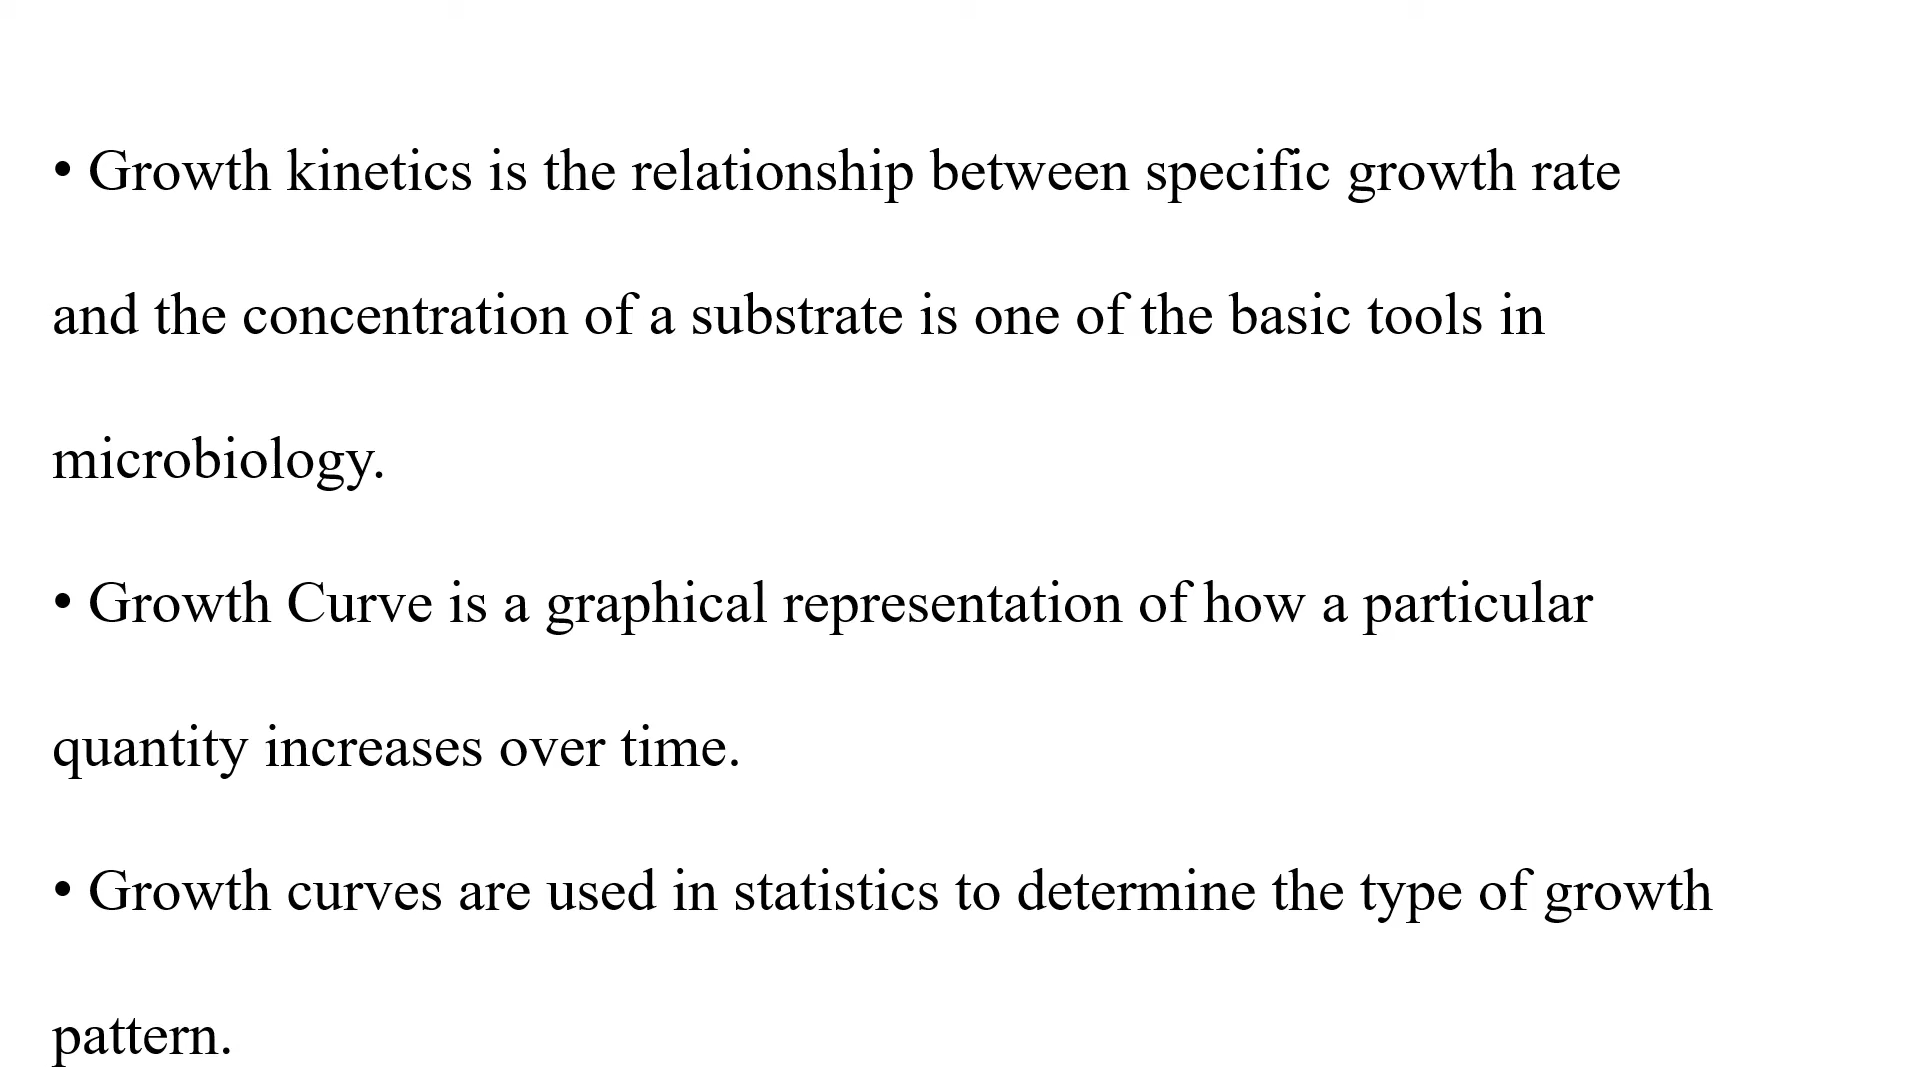 • Growth kinetics is the relationship between specific growth rate
and the concentration of a substrate is one of the basic tools in
microbiology.
• Growth Curve is a graphical representation of how a particular
quantity increases over time.
• Growth curves are used in statistics to determine the type of growth
pattern.